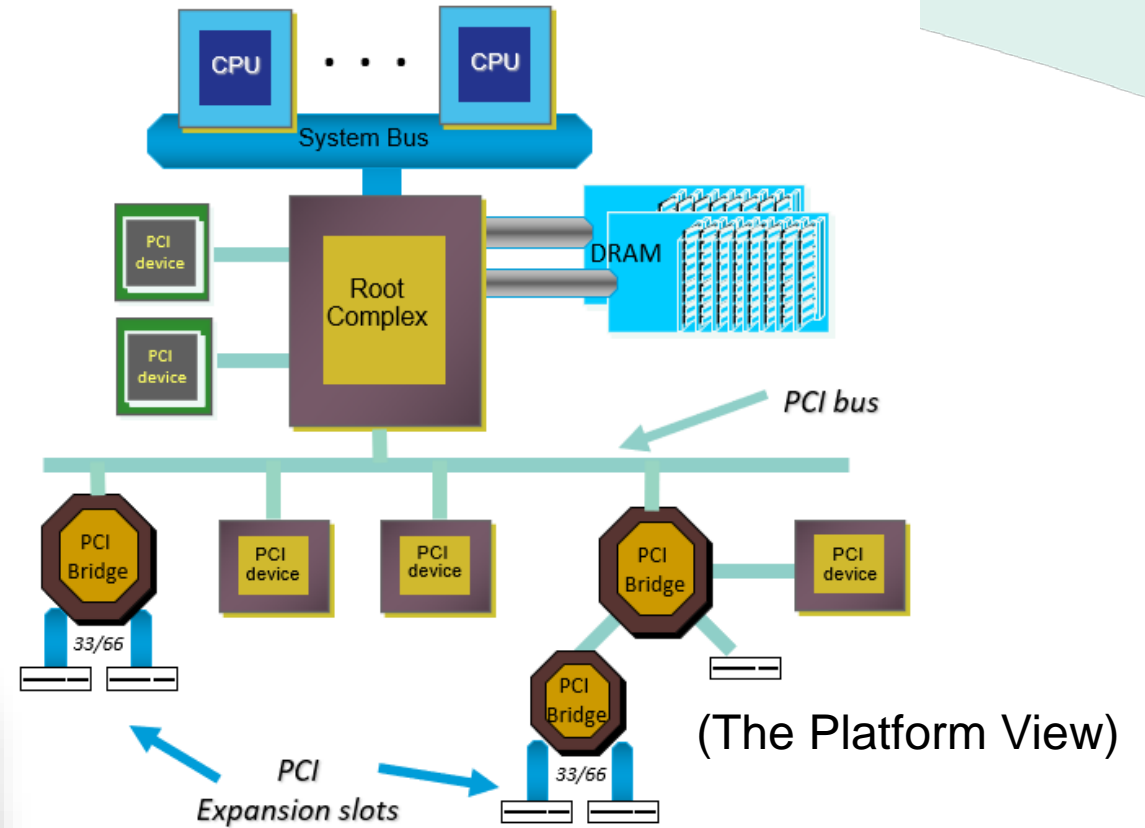 CPU
. . .
CPU
System Bus
PCI
device
Root
Complex
DRAM
PCI
device
PCI bus
PCI
Bridge
PCI
device
PCI
device
PCI
Bridge
PCI
device
33/66
PCI
Bridge
(The Platform View)
PCI
Expansion slots
33/66